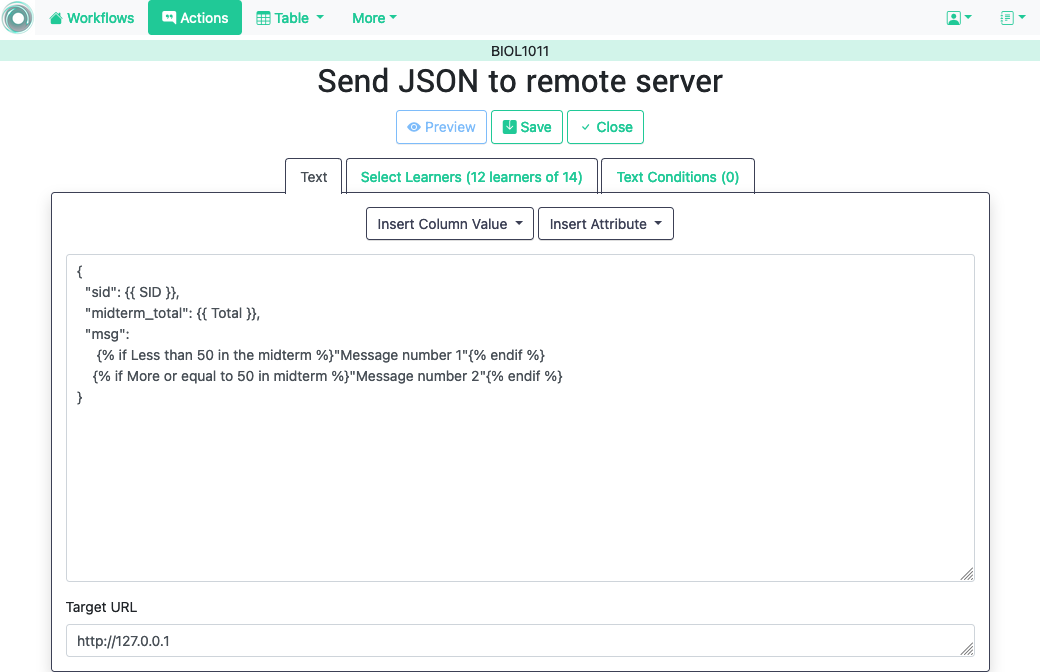 Workflows Actions Table More
BIOL1011
Send JSON to remote server
Preview Save Close
Text Select Learners (12 learners of 14) Text Conditions (0)
Insert Column Value Insert Attribute
{
"sid": {{ SID }},
"midterm_total": {{ Total }},
"msg":
{% if Less than 50 in the midterm %}"Message number 1"{% endif %}
{% if More or equal to 50 in midterm %}"Message number 2"{% endif %}
}
Target URL
http://127.0.0.1